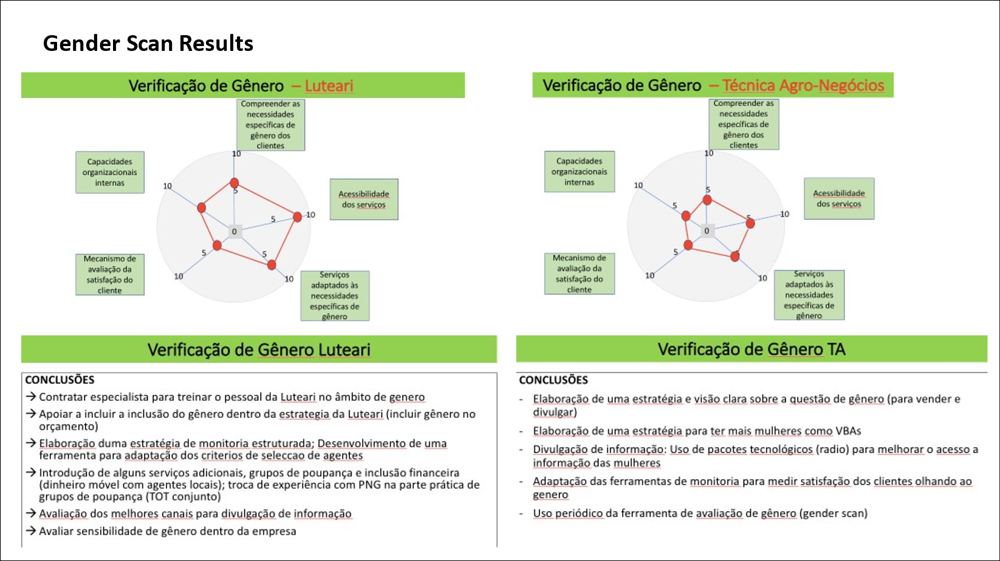 Gender Scan Results
Verificação de Gênero – Luteari
Compreender as
necessidades
específicas de
gênero dos
clientes
10
Capacidades
organizacionais
internas
10
5
Acessibilidade
dos serviços
5
10
0
Mecanismo de
avaliação da
satisfação do
cliente
5
10
5
10
Serviços
adaptados às
necessidades
específicas de
gênero
Verificação de Gênero – Técnica Agro-Negócios
Compreender as
necessidades
específicas de
gênero dos
clientes
10
Capacidades
organizacionais
internas
10
5
5
Acessibilidade
dos serviços
5
10
0
Mecanismo de
avaliação da
satisfação do
cliente
5
10
5
10
Serviços
adaptados às
necessidades
específicas de
gênero
Verificação de Gênero Luteari
CONCLUSÕES
→ Contratar especialista para treinar o pessoal da Luteari no âmbito de genero
→ Apoiar a incluir a inclusão do gênero dentro da estrategia da Luteari (incluir gênero no
orçamento)
→ Elaboração duma estratégia de monitoria estruturada; Desenvolvimento de uma
ferramenta para adaptação dos criterios de seleccao de agentes
→ Introdução de alguns serviços adicionais, grupos de poupança e inclusão financeira
(dinheiro móvel com agentes locais); troca de experiência com PNG na parte prática de
grupos de poupança (TOT conjunto)
→ Avaliação dos melhores canais para divulgação de informação
→ Avaliar sensibilidade de gênero dentro da empresa
Verificação de Gênero TA
CONCLUSÕES
- Elaboração de uma estratégia e visão clara sobre a questão de gênero (para vender e
divulgar)
- Elaboração de uma estratégia para ter mais mulheres como VBAs
- Divulgação de informação: Uso de pacotes tecnológicos (radio) para melhorar o acesso a
informação das mulheres
- Adaptação das ferramentas de monitoria para medir satisfação dos clientes olhando ao
genero
- Uso periódico da ferramenta de avaliação de gênero (gender scan)